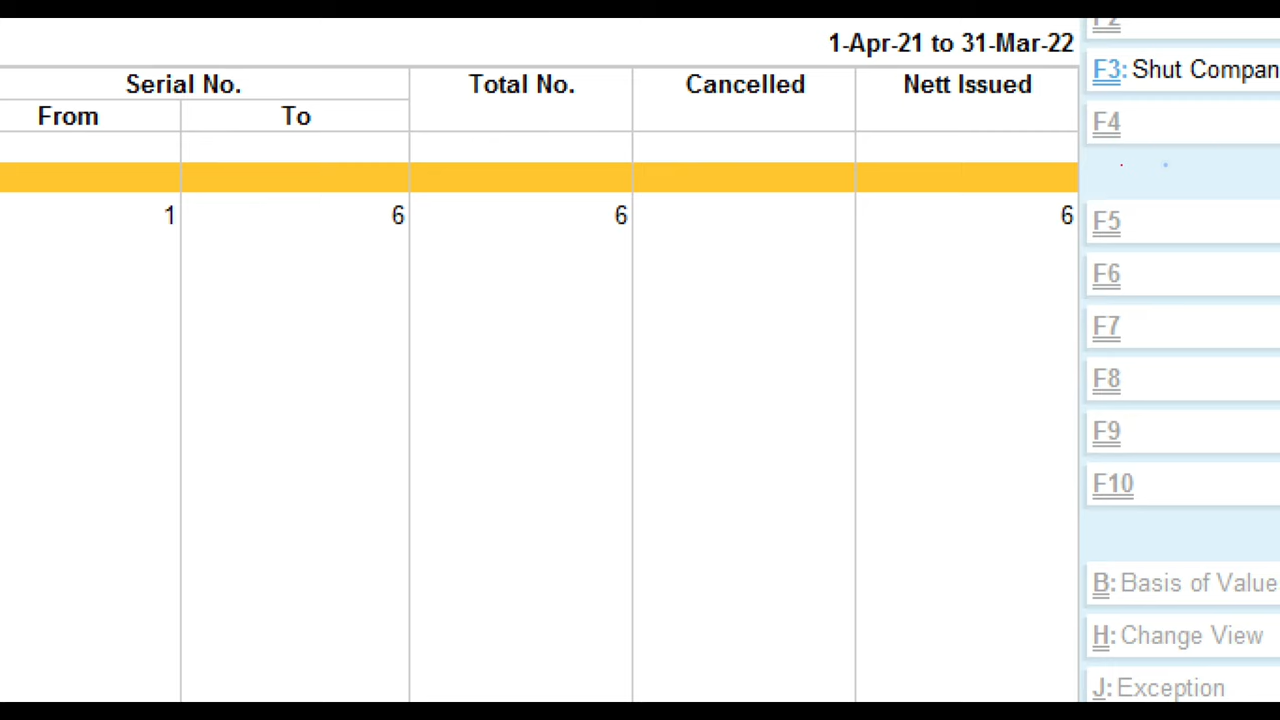 1-Apr-21 to 31-Mar-22
Serial No. Total No. Cancelled Nett Issued
From To
1 6 6 6
F2
F3: Shut Compan
F4
F5
F6
F7
F8
F9
F10
B: Basis of Value
H: Change View
J: Exception